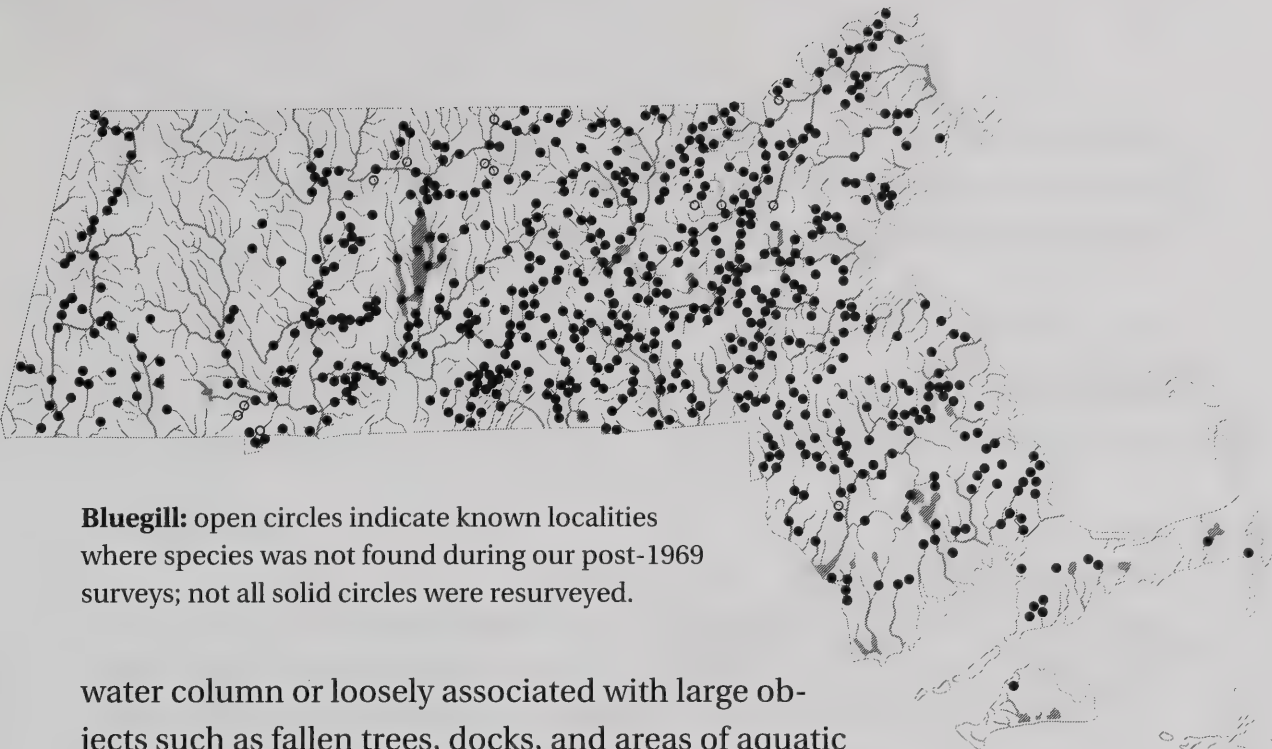 Bluegill: open circles indicate known localities
where species was not found during our post-1969
surveys; not all solid circles were resurveyed.
water column or loosely associated with large ob-
jects such as fallen trees, docks, and areas of aquatic